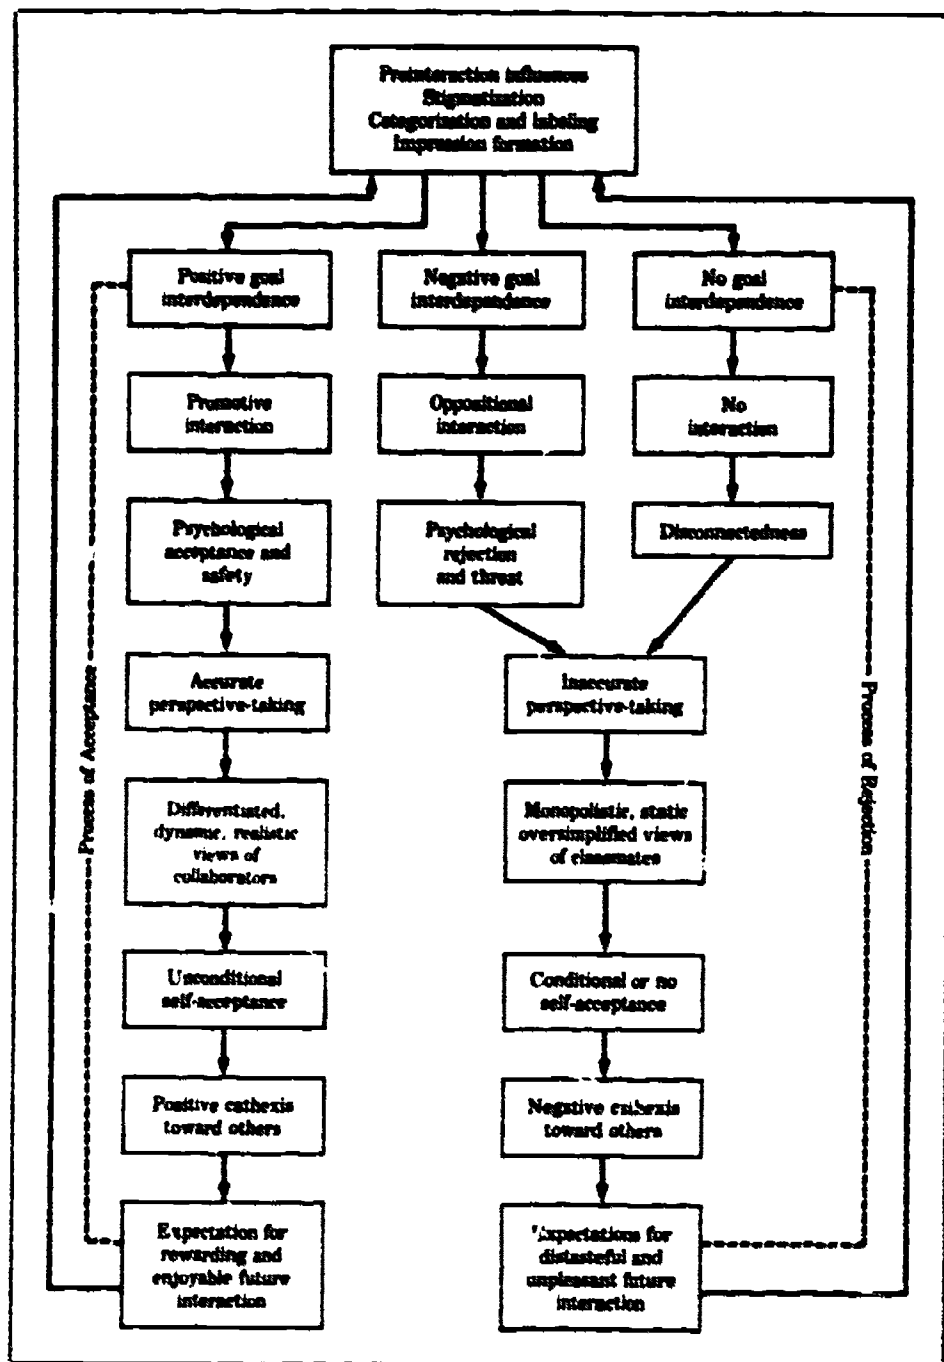 Preinteraction influences
Stigmatization
Categorization and labeling
Impression formation
Positive goal
interdependence
Negative goal
interdependence
No goal
interdependence
Promotive
interaction
Oppositional
interaction
No
interaction
Psychological
acceptance and
safety
Psychological
rejection
and threat
Disconnectedness
Accurate
perspective-taking
Inaccurate
perspective-taking
Process of Acceptance
Process of Rejection
Differentiated,
dynamic, realistic
views of
collaborators
Monopolistic, static
oversimplified views
of classmates
Unconditional
self-acceptance
Conditional or no
self-acceptance
Positive cathexis
toward others
Negative cathexis
toward others
Expectation for
rewarding and
enjoyable future
interaction
Expectations for
distasteful and
unpleasant future
interaction